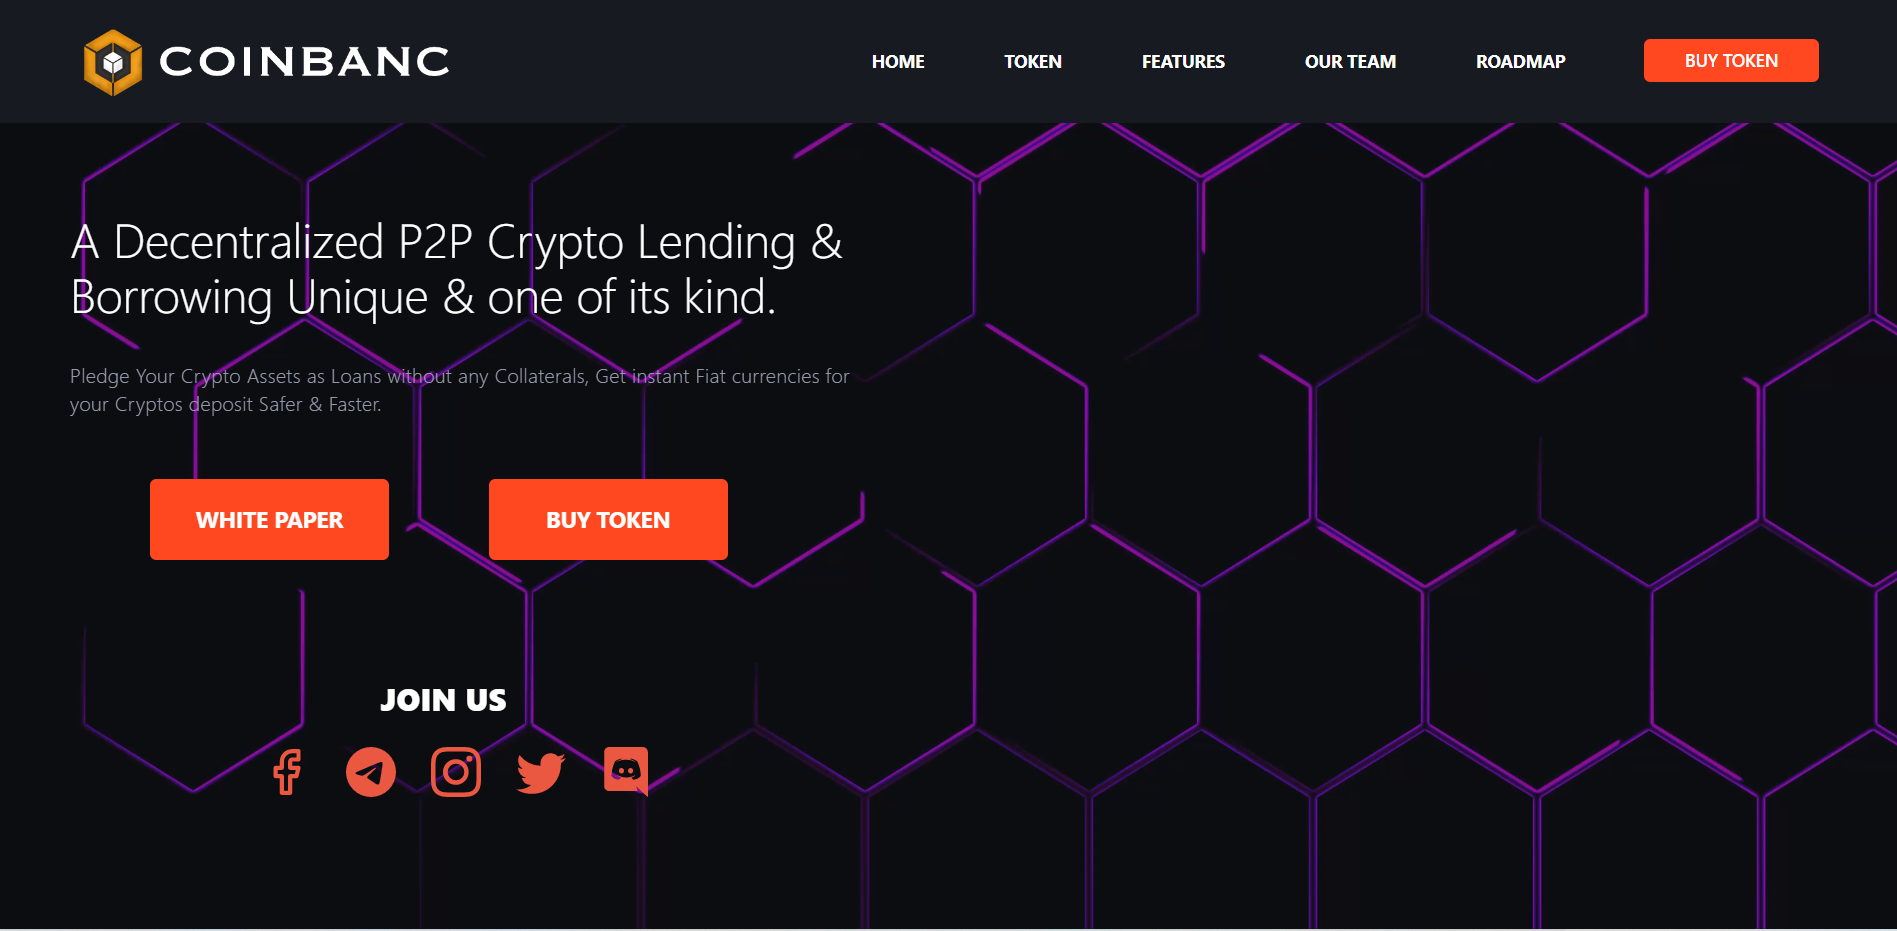 COINBANC
HOME TOKEN FEATURES OUR TEAM ROADMAP BUY TOKEN
A Decentralized P2P Crypto Lending &
Borrowing Unique & one of its kind.
Pledge Your Crypto Assets as Loans without any Collaterals, Get instant Fiat currencies for
your Cryptos deposit Safer & Faster.
WHITE PAPER BUY TOKEN
JOIN US